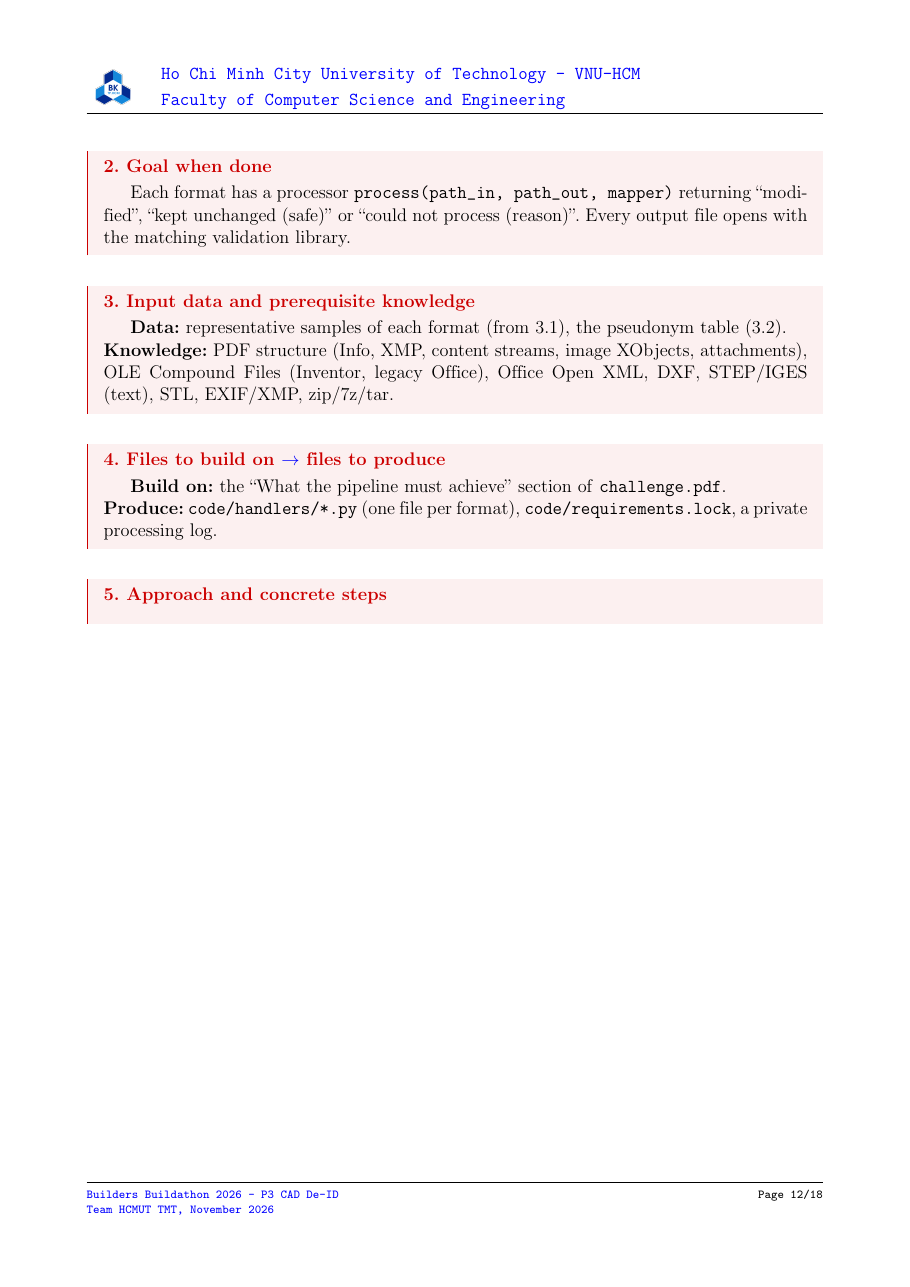 BK
Ho Chi Minh City University of Technology - VNU-HCM
Faculty of Computer Science and Engineering
2. Goal when done
Each format has a processor process(path_in, path_out, mapper) returning “modi-
fied”, “kept unchanged (safe)” or “could not process (reason)”. Every output file opens with
the matching validation library.
3. Input data and prerequisite knowledge
Data: representative samples of each format (from 3.1), the pseudonym table (3.2).
Knowledge: PDF structure (Info, XMP, content streams, image XObjects, attachments),
OLE Compound Files (Inventor, legacy Office), Office Open XML, DXF, STEP/IGES
(text), STL, EXIF/XMP, zip/7z/tar.
4. Files to build on → files to produce
Build on: the “What the pipeline must achieve” section of challenge.pdf.
Produce: code/handlers/*.py (one file per format), code/requirements.lock, a private
processing log.
5. Approach and concrete steps
Builders Buildathon 2026 - P3 CAD De-ID
Page 12/18
Team HCMUT TMT, November 2026